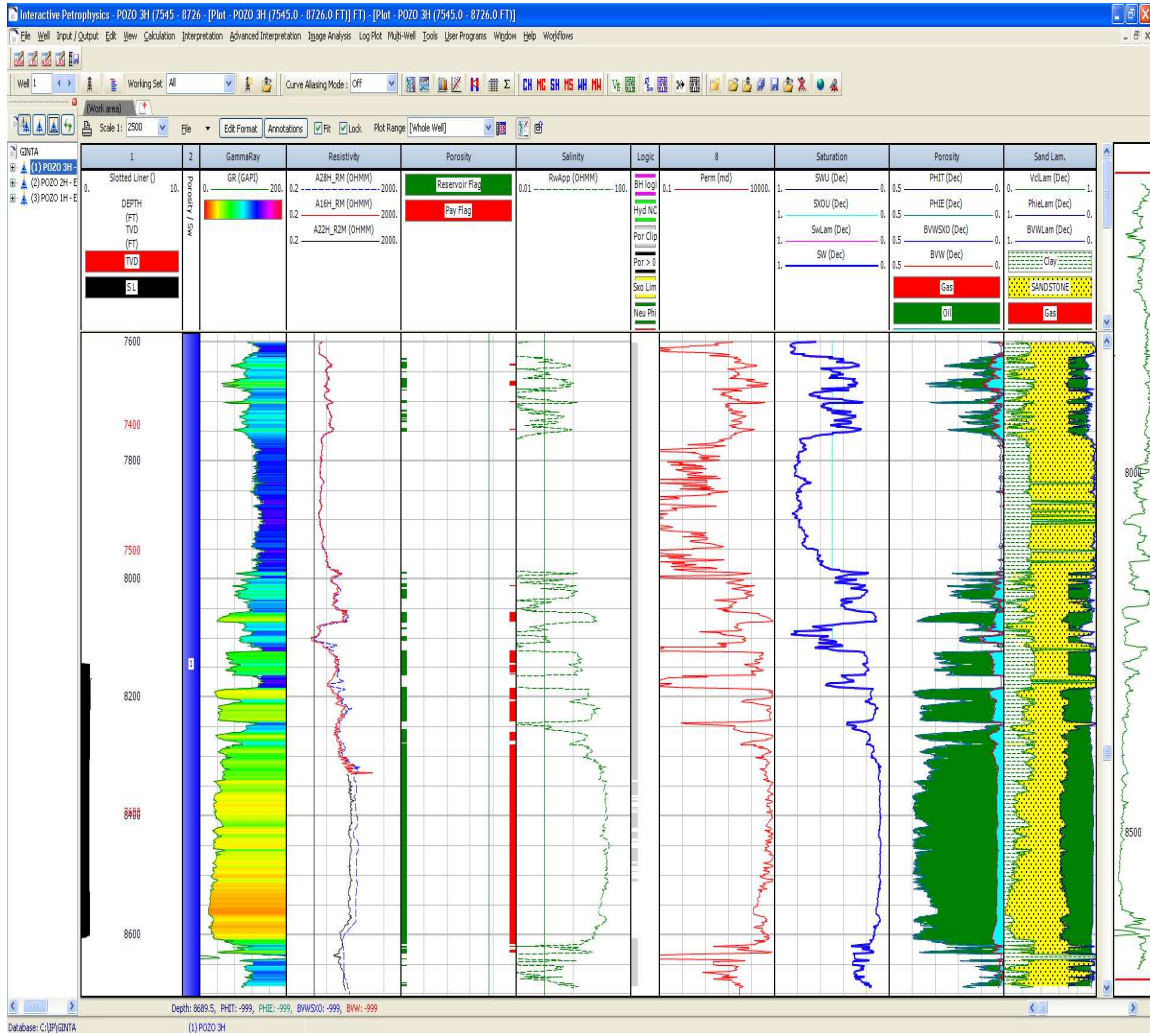 Interactive Petrophysics - POZO 3H (7545 - 8726 - [Plot - POZO 3H (7545.0 - 8726.0 FT)] FT) - [Plot - POZO 3H (7545.0 - 8726.0 FT)]
File Well Input / Output Edit View Calculation Interpretation Advanced Interpretation Image Analysis Log Plot Multi-Well Tools User Programs Window Help Workflows
Well 1 Working Set All Curve Aliasing Mode : Off CH MC SH MS WH MW
(Work area)
Scale 1: 2500 File Edit Format Annotations Fit Lock Plot Range [Whole Well]
GINTA
(1) POZO 3H - E
(2) POZO 2H - E
(3) POZO 1H - E
1 2 GammaRay Resistivity Porosity Salinity Logic 8 Saturation Porosity Sand Lam.
Slotted Liner ()
0. 10.
DEPTH
(FT)
TVD
(FT)
TVD
S L
Porosity / Sw
GR (GAPI)
0. 200.
A28H_RM (OHMM)
0.2 2000.
A16H_RM (OHMM)
0.2 2000.
A22H_R2M (OHMM)
0.2 2000.
Reservoir Flag
Pay Flag
RwApp (OHMM)
0.01 100.
BH logi
Hyd NC
Por Clip
Por > 0
Sxo Lim
Neu Phi
Perm (md)
0.1 10000.
SWU (Dec)
1. 0.
SXOU (Dec)
1. 0.
SwLam (Dec)
1. 0.
SW (Dec)
1. 0.
PHIT (Dec)
0.5 0.
PHIE (Dec)
0.5 0.
BVWSXO (Dec)
0.5 0.
BVW (Dec)
0.5 0.
Gas
Oil
VclLam (Dec)
0. 1.
PhieLam (Dec)
1. 0.
BVWLam (Dec)
1. 0.
Clay
SANDSTONE
Gas
7600
7400
7800
7500
8000
8200
8600
1
8000
8500
Depth: 8689.5, PHIT: -999, PHIE: -999, BVWSXO: -999, BVW: -999
Database: C:\IP\GINTA (1) POZO 3H